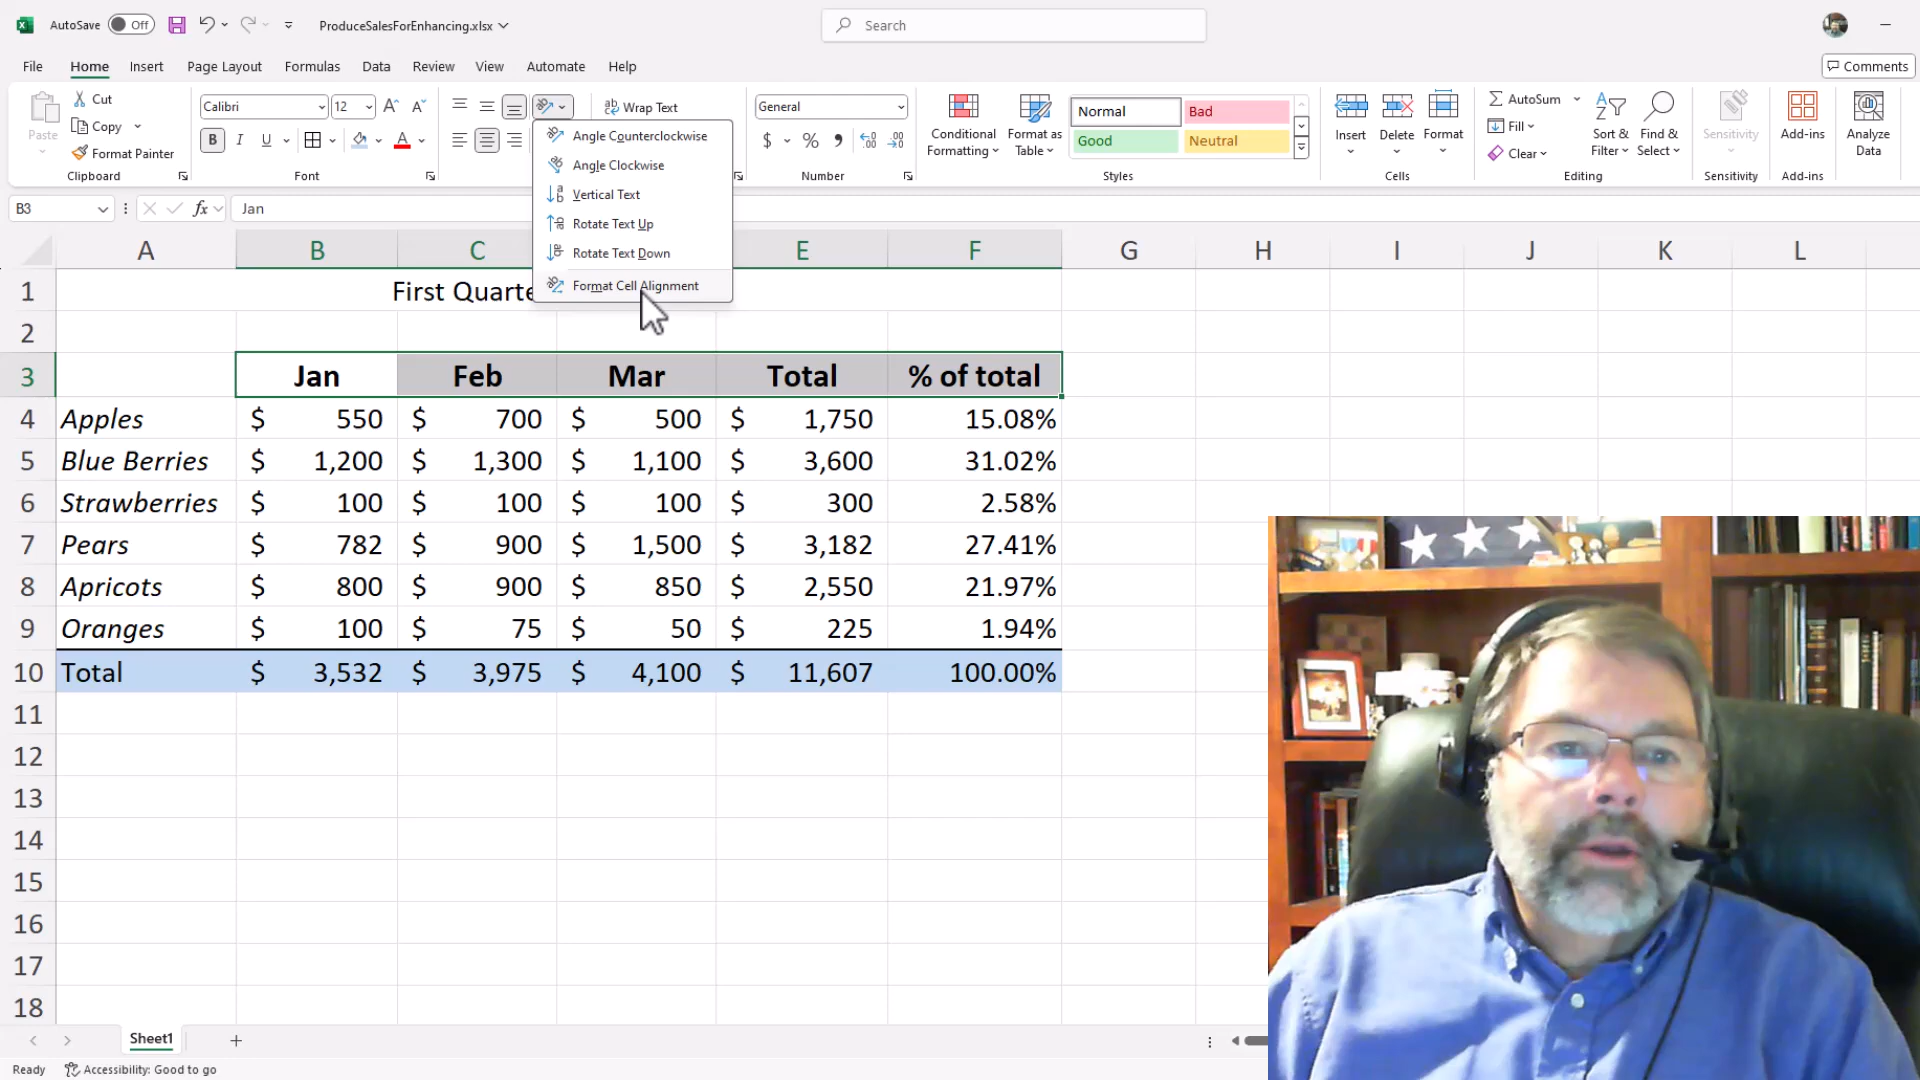 AutoSave Off ProduceSalesForEnhancing.xlsx Search
File Home Insert Page Layout Formulas Data Review View Automate Help Comments
Paste Cut Copy Format Painter Clipboard
Calibri 12 B I U A Font
Wrap Text
General $ % , Number
Conditional Formatting Format as Table Normal Bad Good Neutral Styles
Insert Delete Format Cells
AutoSum Fill Clear Sort & Filter Find & Select Editing
Sensitivity Sensitivity
Add-ins Add-ins
Analyze Data
Angle Counterclockwise
Angle Clockwise
Vertical Text
Rotate Text Up
Rotate Text Down
Format Cell Alignment
B3 fx Jan
A B C E F G H I J K L
1 First Quarte
2
3 Jan Feb Mar Total % of total
4 Apples $ 550 $ 700 $ 500 $ 1,750 15.08%
5 Blue Berries $ 1,200 $ 1,300 $ 1,100 $ 3,600 31.02%
6 Strawberries $ 100 $ 100 $ 100 $ 300 2.58%
7 Pears $ 782 $ 900 $ 1,500 $ 3,182 27.41%
8 Apricots $ 800 $ 900 $ 850 $ 2,550 21.97%
9 Oranges $ 100 $ 75 $ 50 $ 225 1.94%
10 Total $ 3,532 $ 3,975 $ 4,100 $ 11,607 100.00%
11
12
13
14
15
16
17
18
Sheet1
Ready Accessibility: Good to go